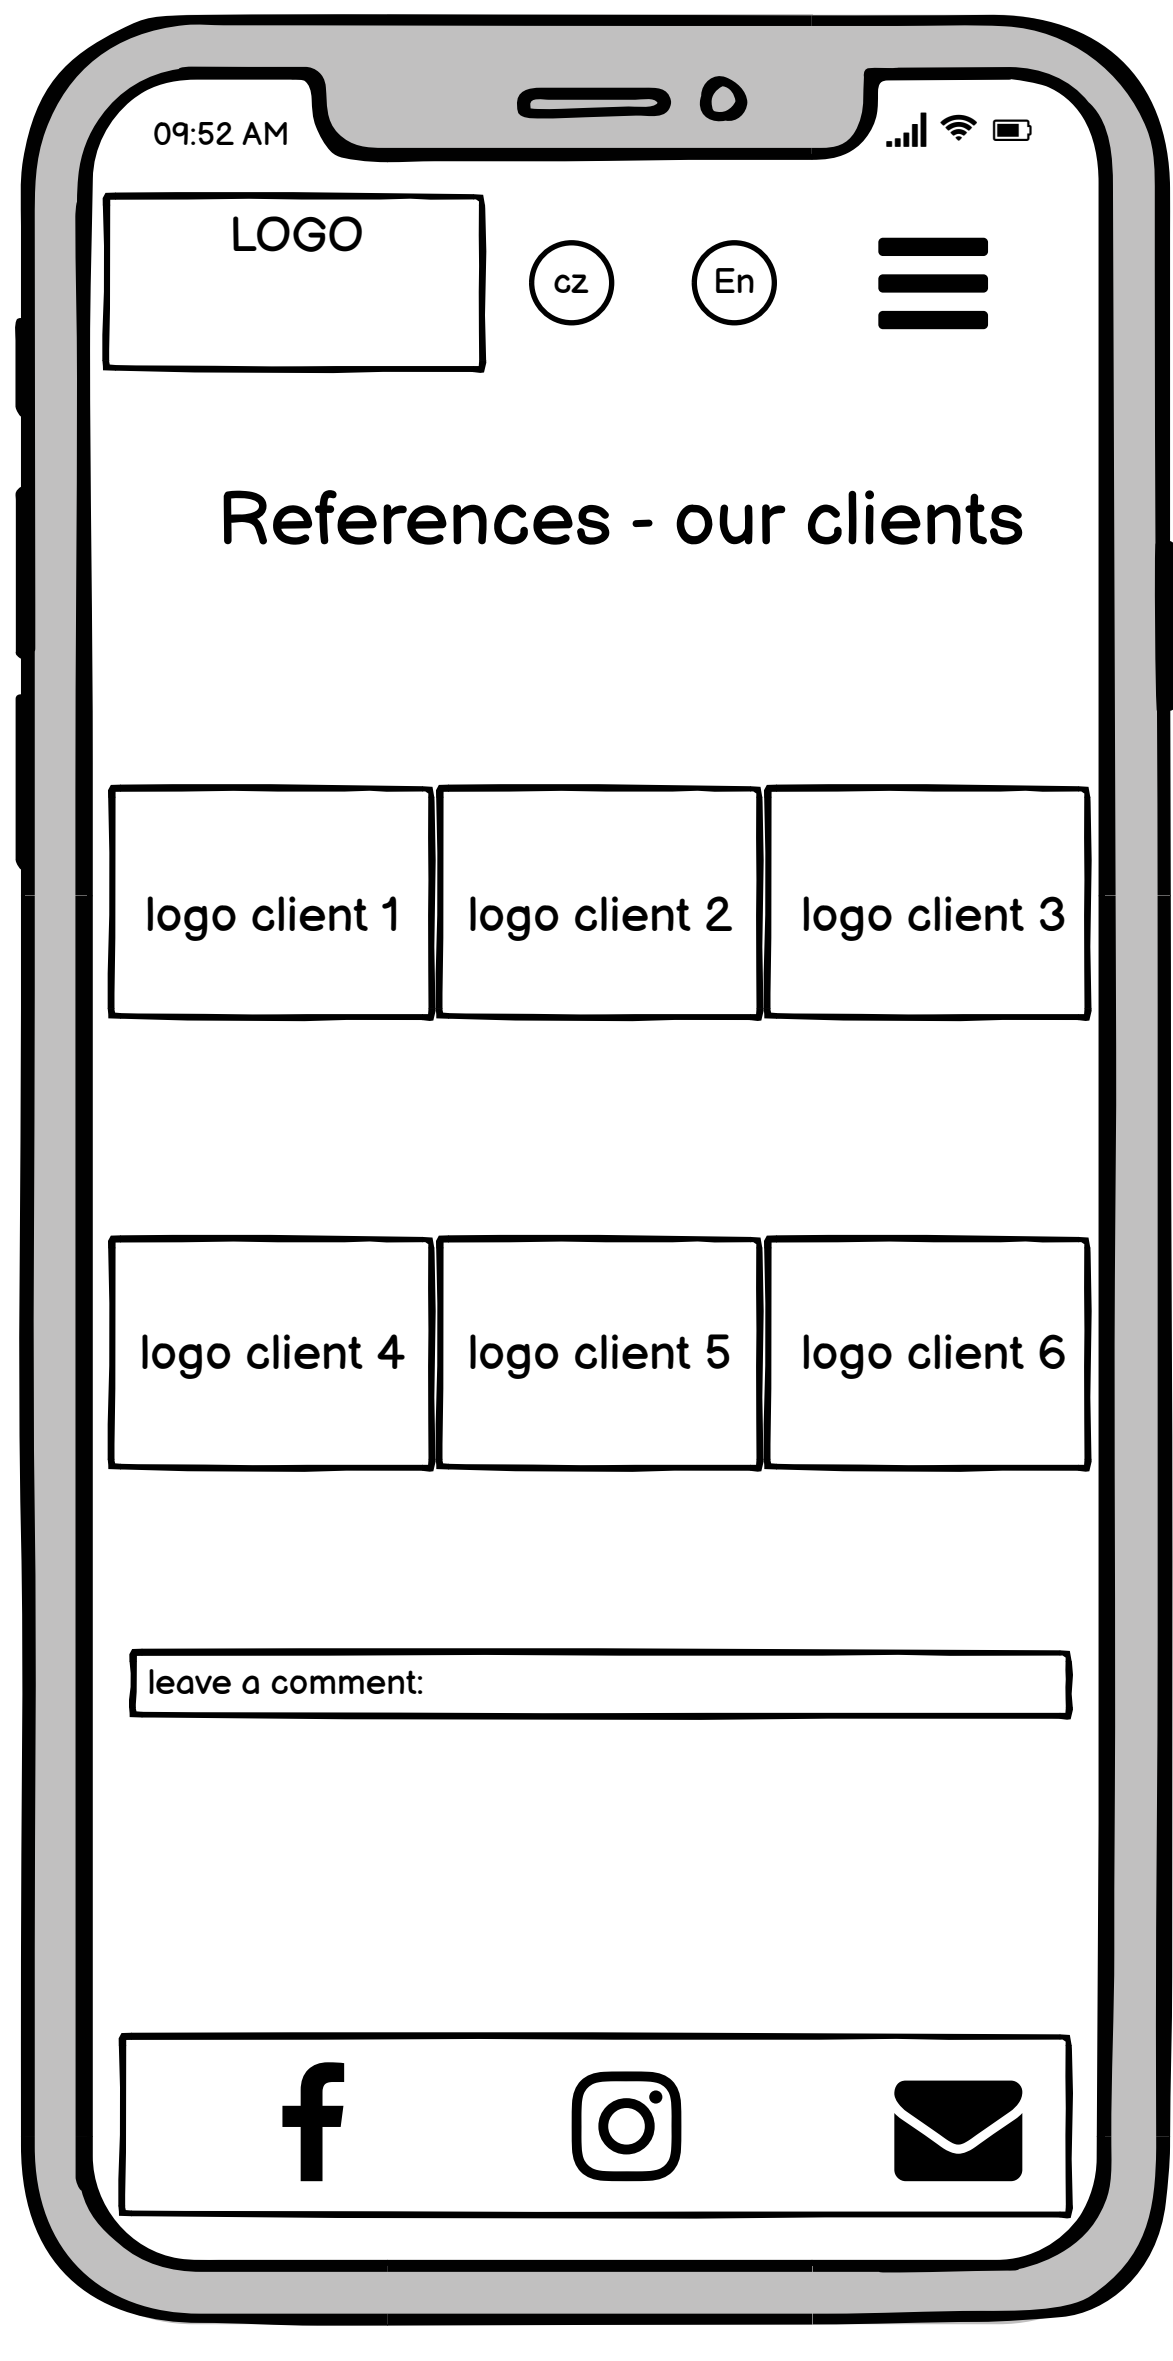 09:52 AM
LOGO
cz
En
References - our clients
logo client 1
logo client 2
logo client 3
logo client 4
logo client 5
logo client 6
leave a comment: